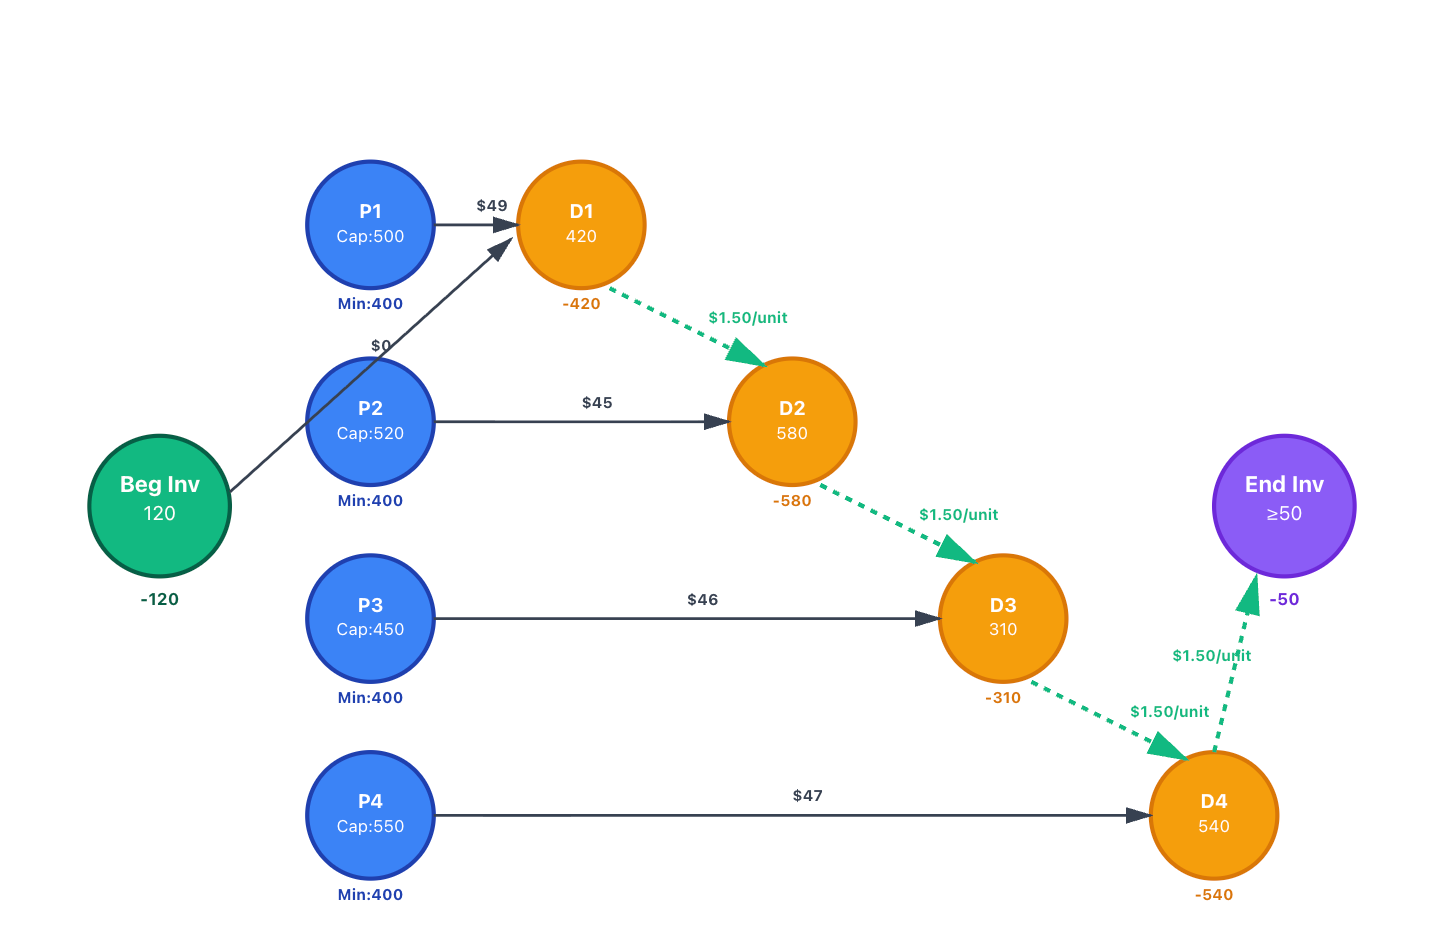 P1
Cap:500
Min:400
$49
D1
420
-420
$1.50/unit
$0
P2
Cap:520
Min:400
$45
D2
580
-580
$1.50/unit
Beg Inv
120
-120
End Inv
≥50
-50
P3
Cap:450
Min:400
$46
D3
310
-310
$1.50/unit
$1.50/unit
P4
Cap:550
Min:400
$47
D4
540
-540